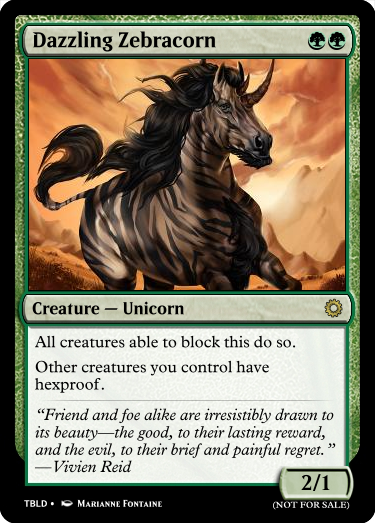 Dazzling Zebracorn
Creature — Unicorn
All creatures able to block this do so.
Other creatures you control have
hexproof.
“Friend and foe alike are irresistibly drawn to
its beauty—the good, to their lasting reward,
and the evil, to their brief and painful regret.”
—Vivien Reid
2/1
TBLD • Marianne Fontaine
(NOT FOR SALE)